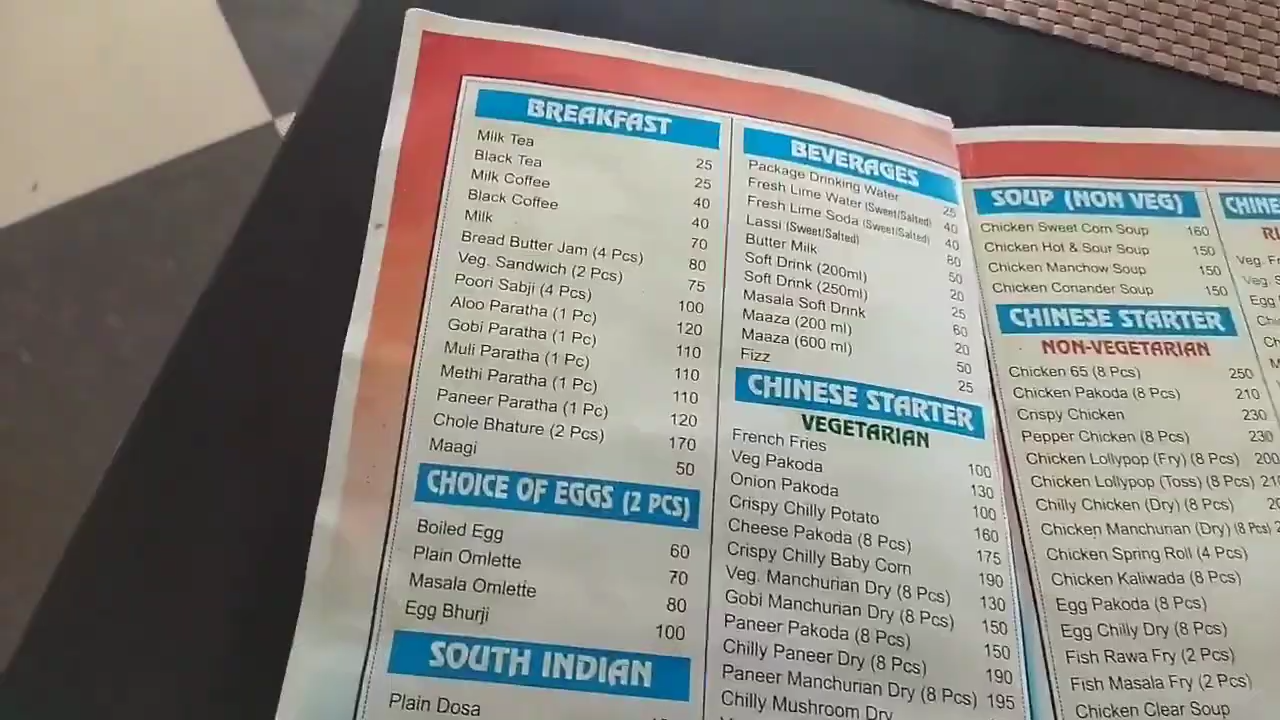 BREAKFAST
Milk Tea 25
Black Tea 25
Milk Coffee 40
Black Coffee 40
Milk 70
Bread Butter Jam (4 Pcs) 80
Veg. Sandwich (2 Pcs) 75
Poori Sabji (4 Pcs) 100
Aloo Paratha (1 Pc) 120
Gobi Paratha (1 Pc) 110
Muli Paratha (1 Pc) 110
Methi Paratha (1 Pc) 110
Paneer Paratha (1 Pc) 120
Chole Bhature (2 Pcs) 170
Maagi 50
CHOICE OF EGGS (2 PCS)
Boiled Egg 60
Plain Omlette 70
Masala Omlette 80
Egg Bhurji 100
SOUTH INDIAN
Plain Dosa
BEVERAGES
Package Drinking Water 25
Fresh Lime Water (Sweet/Salted) 40
Fresh Lime Soda (Sweet/Salted) 40
Lassi (Sweet/Salted) 80
Butter Milk 50
Soft Drink (200ml) 20
Soft Drink (250ml) 25
Masala Soft Drink 60
Maaza (200 ml) 20
Maaza (600 ml) 50
Fizz 25
CHINESE STARTER
VEGETARIAN
French Fries 100
Veg Pakoda 130
Onion Pakoda 100
Crispy Chilly Potato 160
Cheese Pakoda (8 Pcs) 175
Crispy Chilly Baby Corn 190
Veg. Manchurian Dry (8 Pcs) 130
Gobi Manchurian Dry (8 Pcs) 150
Paneer Pakoda (8 Pcs) 150
Chilly Paneer Dry (8 Pcs) 190
Paneer Manchurian Dry (8 Pcs) 195
Chilly Mushroom Dry
SOUP (NON VEG)
Chicken Sweet Corn Soup 160
Chicken Hot & Sour Soup 150
Chicken Manchow Soup 150
Chicken Coriander Soup 150
CHINESE STARTER
NON-VEGETARIAN
Chicken 65 (8 Pcs) 250
Chicken Pakoda (8 Pcs) 210
Crispy Chicken 230
Pepper Chicken (8 Pcs) 230
Chicken Lollypop (Fry) (8 Pcs) 200
Chicken Lollypop (Toss) (8 Pcs) 210
Chilly Chicken (Dry) (8 Pcs)
Chicken Manchurian (Dry) (8 Pcs)
Chicken Spring Roll (4 Pcs)
Chicken Kaliwada (8 Pcs)
Egg Pakoda (8 Pcs)
Egg Chilly Dry (8 Pcs)
Fish Rawa Fry (2 Pcs)
Fish Masala Fry (2 Pcs)
Chicken Clear Soup
CHINE
Veg.
Veg.
Egg